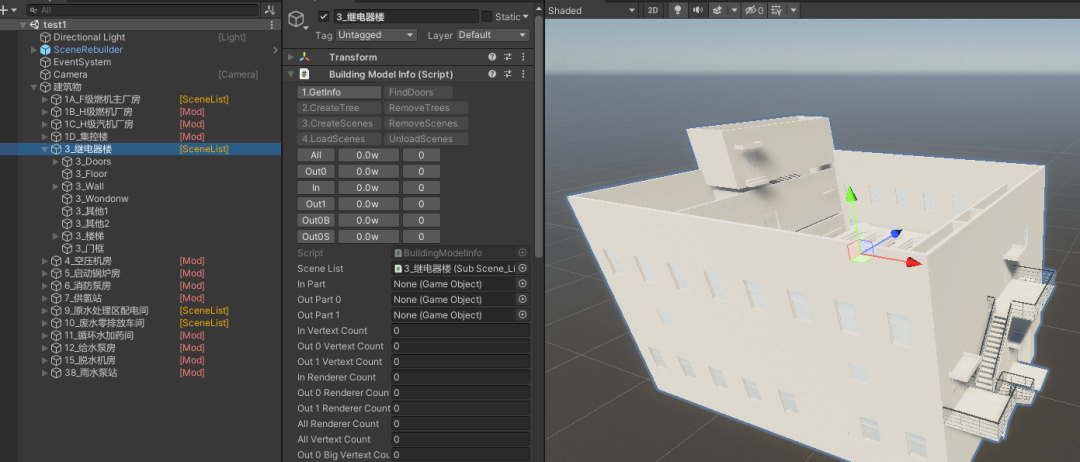 All
test1
Directional Light [Light]
SceneRebuilder
EventSystem
Camera [Camera]
建筑物
1A_F级燃机主厂房 [SceneList]
1B_H级燃机厂房 [Mod]
1C_H级汽机厂房 [Mod]
1D_集控楼 [Mod]
3_继电器楼 [SceneList]
3_Doors
3_Floor
3_Wall
3_Wondonw
3_其他1
3_其他2
3_楼梯
3_门框
4_空压机房 [Mod]
5_启动锅炉房 [Mod]
6_消防泵房 [Mod]
7_供氢站 [Mod]
9_原水处理区配电间 [SceneList]
10_废水零排放车间 [SceneList]
11_循环水加药间 [Mod]
12_给水泵房 [Mod]
15_脱水机房 [Mod]
38_雨水泵站 [Mod]
3_继电器楼 Static
Tag Untagged Layer Default
Transform
Building Model Info (Script)
1.GetInfo FindDoors
2.CreateTree RemoveTrees
3.CreateScenes RemoveScenes
4.LoadScenes UnloadScenes
All 0.0w 0
Out0 0.0w 0
In 0.0w 0
Out1 0.0w 0
Out0B 0.0w 0
Out0S 0.0w 0
Script BuildingModelInfo
Scene List 3_继电器楼 (Sub Scene_Li
In Part None (Game Object)
Out Part 0 None (Game Object)
Out Part 1 None (Game Object)
In Vertext Count 0
Out 0 Vertext Count 0
Out 1 Vertext Count 0
In Renderer Count 0
Out 0 Renderer Count 0
Out 1 Renderer Count 0
All Renderer Count 0
All Vertext Count 0
Out 0 Big Vertext Cou 0
Shaded 2D 0